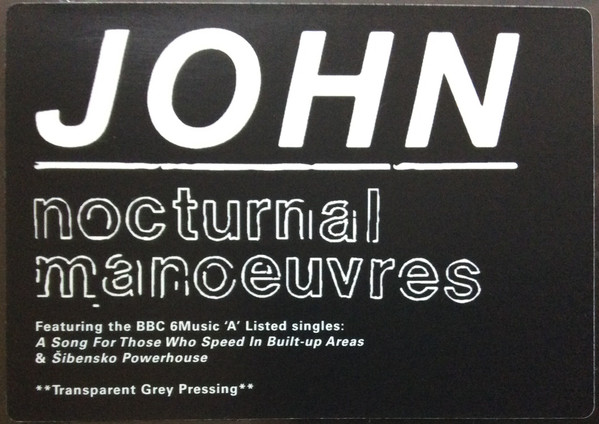 JOHN
nocturnal
manoeuvres
Featuring the BBC 6Music ‘A’ Listed singles:
A Song For Those Who Speed In Built-up Areas
& Šibensko Powerhouse
**Transparent Grey Pressing**